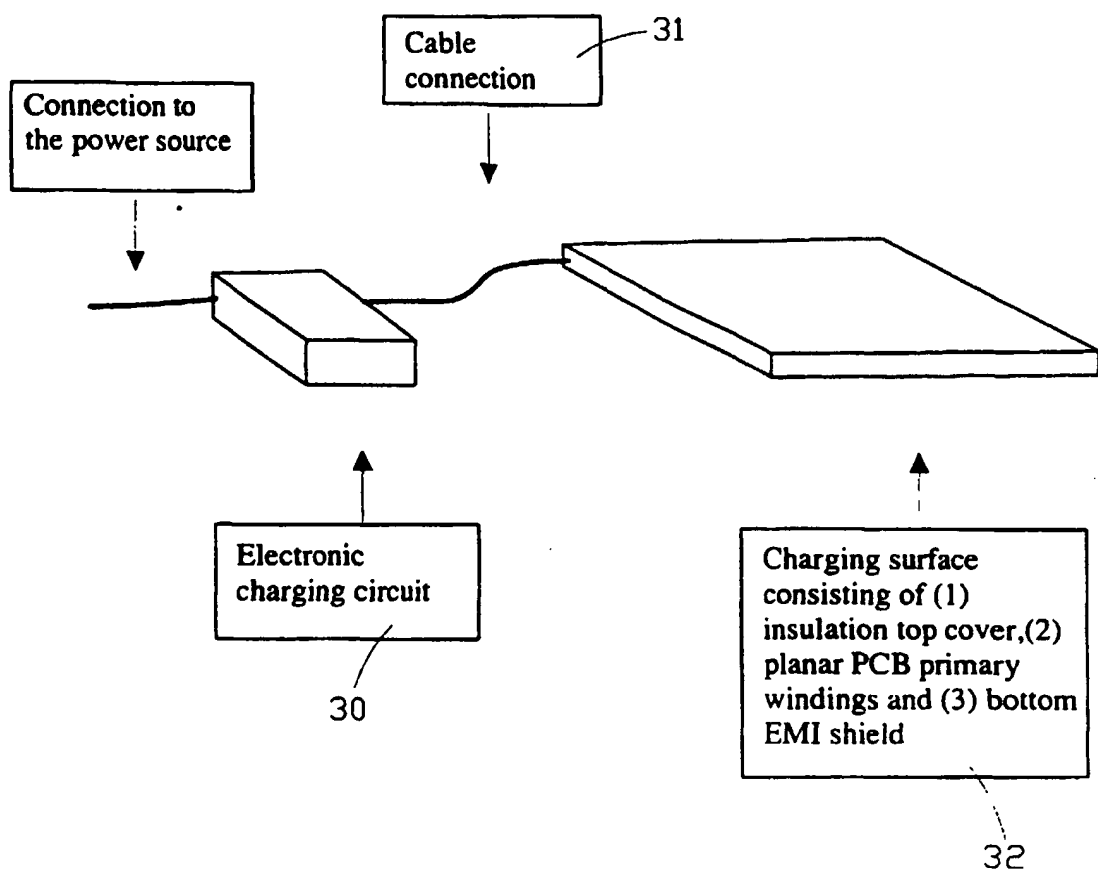 Cable
connection
31
Connection to
the power source
Electronic
charging circuit
30
Charging surface
consisting of (1)
insulation top cover,(2)
planar PCB primary
windings and (3) bottom
EMI shield
32